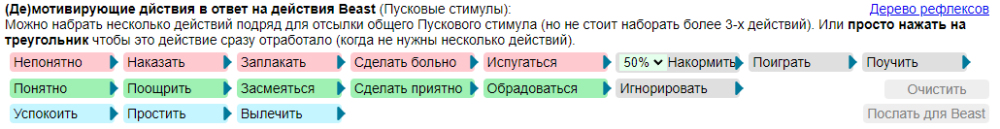 (Де)мотивирующие дйствия в ответ на действия Beast (Пусковые стимулы): Дерево рефлексов
Можно набрать несколько действий подряд для отсылки общего Пускового стимула (но не стоит наборать более 3-х действий). Или просто нажать на
треугольник чтобы это действие сразу отработало (когда не нужны несколько действий).
Непонятно Наказать Заплакать Сделать больно Испугаться 50% Накормить Поиграть Поучить
Понятно Поощрить Засмеяться Сделать приятно Обрадоваться Игнорировать Очистить
Успокоить Простить Вылечить Послать для Beast